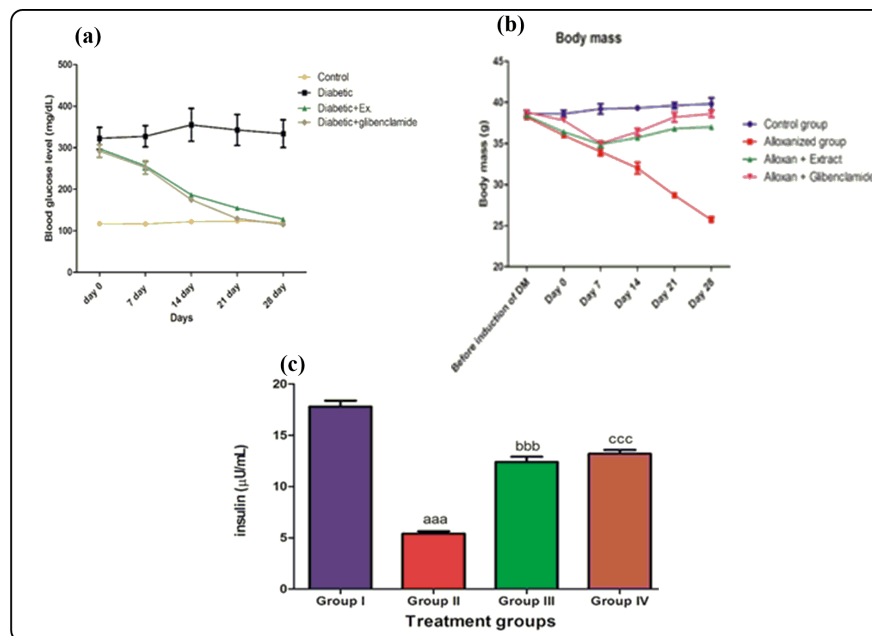 (a)
Blood glucose level (mg/dL)
500
400
300
200
100
0
day 0
7 day
14 day
21 day
28 day
Days
Control
Diabetic
Diabetic+Ex.
Diabetic+glibenclamide
(b)
Body mass
Body mass (g)
45
40
35
30
25
20
Before induction of DM
Day 0
Day 7
Day 14
Day 21
Day 28
Control group
Alloxanized group
Alloxan + Extract
Alloxan + Glibenclamide
(c)
insulin (µU/mL)
20
15
10
5
0
aaa
bbb
ccc
Group I
Group II
Group III
Group IV
Treatment groups